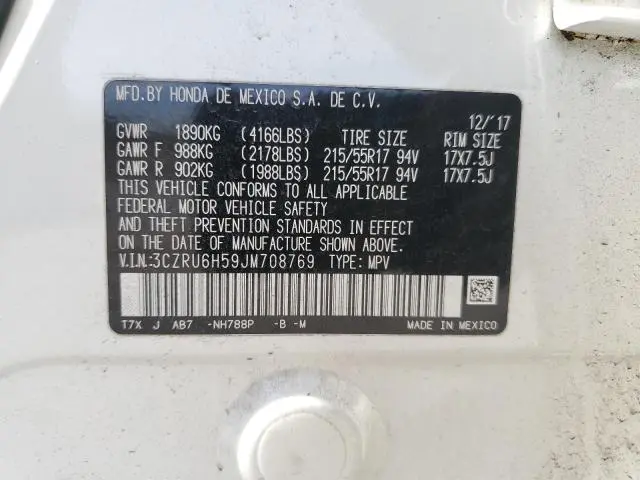 MFD.BY HONDA DE MEXICO S.A. DE C.V.
12/'17
GVWR 1890KG (4166LBS) TIRE SIZE RIM SIZE
GAWR F 988KG (2178LBS) 215/55R17 94V 17X7.5J
GAWR R 902KG (1988LBS) 215/55R17 94V 17X7.5J
THIS VEHICLE CONFORMS TO ALL APPLICABLE
FEDERAL MOTOR VEHICLE SAFETY
AND THEFT PREVENTION STANDARDS IN EFFECT
ON THE DATE OF MANUFACTURE SHOWN ABOVE.
V.I.N.:3CZRU6H59JM708769 TYPE: MPV
T7X J AB7 -NH788P -B -M MADE IN MEXICO